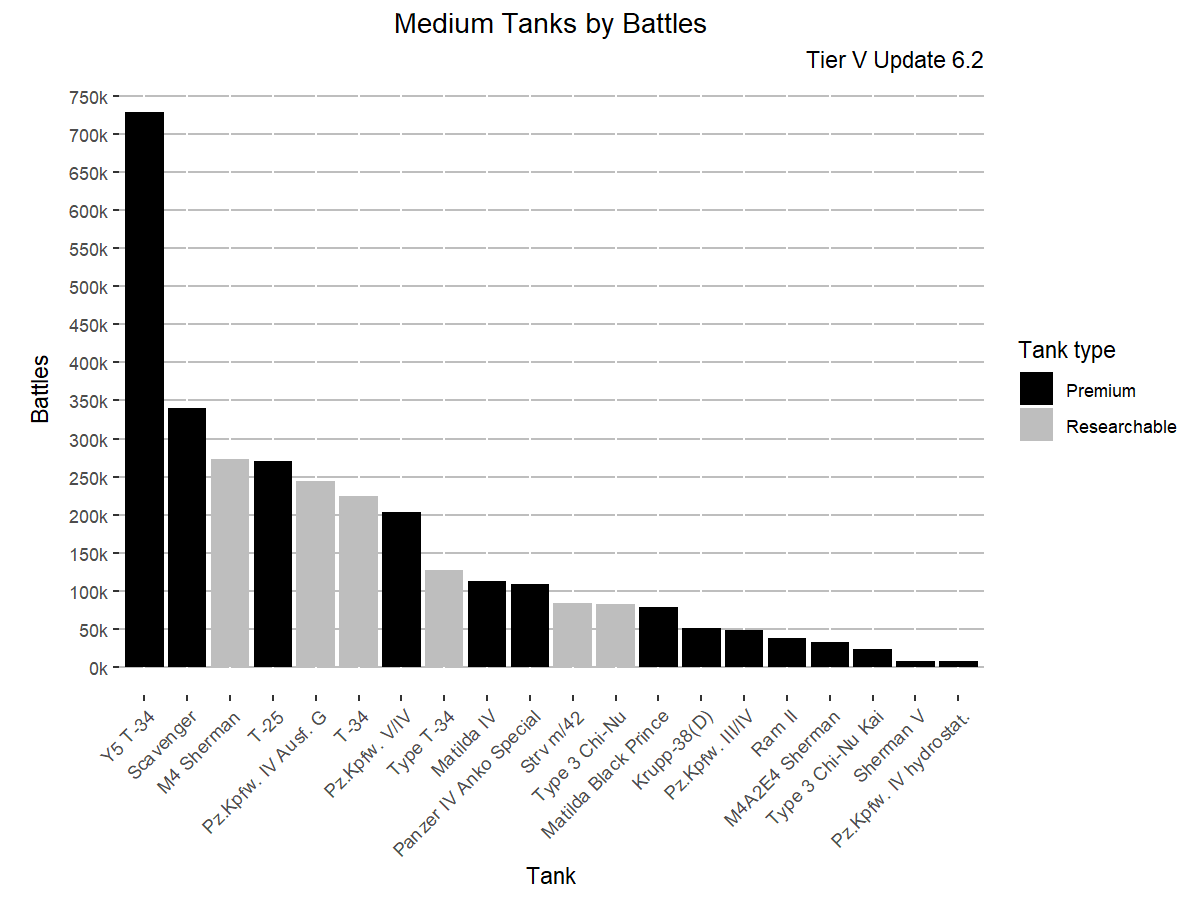 Medium Tanks by Battles
Tier V Update 6.2
750k
700k
650k
600k
550k
500k
450k
400k
350k
300k
250k
200k
150k
100k
50k
0k
Battles
Y5 T-34
Scavenger
M4 Sherman
T-25
Pz.Kpfw. IV Ausf. G
T-34
Pz.Kpfw. V/IV
Type T-34
Matilda IV
Panzer IV Anko Special
Strv m/42
Type 3 Chi-Nu
Matilda Black Prince
Krupp-38(D)
Pz.Kpfw. III/IV
Ram II
M4A2E4 Sherman
Type 3 Chi-Nu Kai
Sherman V
Pz.Kpfw. IV hydrostat.
Tank
Tank type
Premium
Researchable